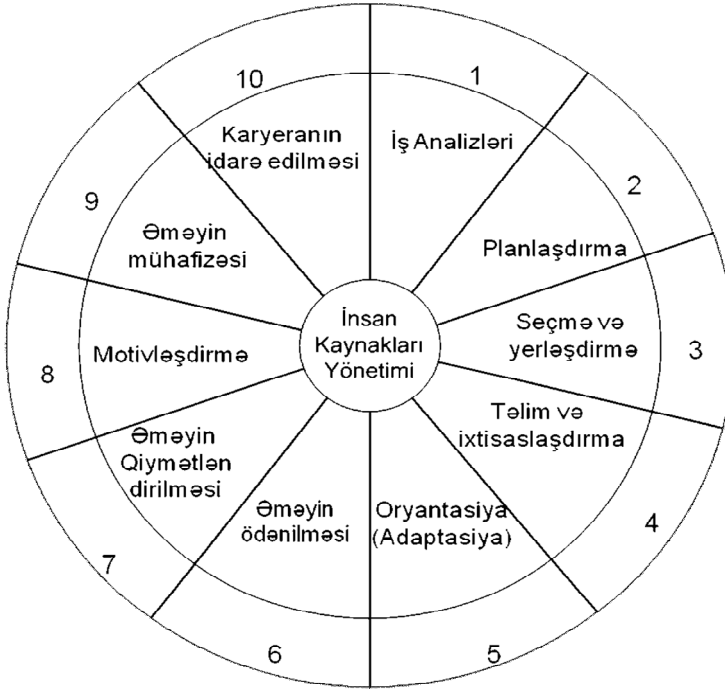 1
İş Analizləri
2
Planlaşdırma
3
Seçmə və
yerləşdirmə
4
Təlim və
ixtisaslaşdırma
5
Oryantasiya
(Adaptasiya)
6
Əməyin
ödənilməsi
7
Əməyin
Qiymətlən
dirilməsi
8
Motivləşdirmə
9
Əməyin
mühafizəsi
10
Karyeranın
idarə edilməsi
İnsan
Kaynakları
Yönetimi